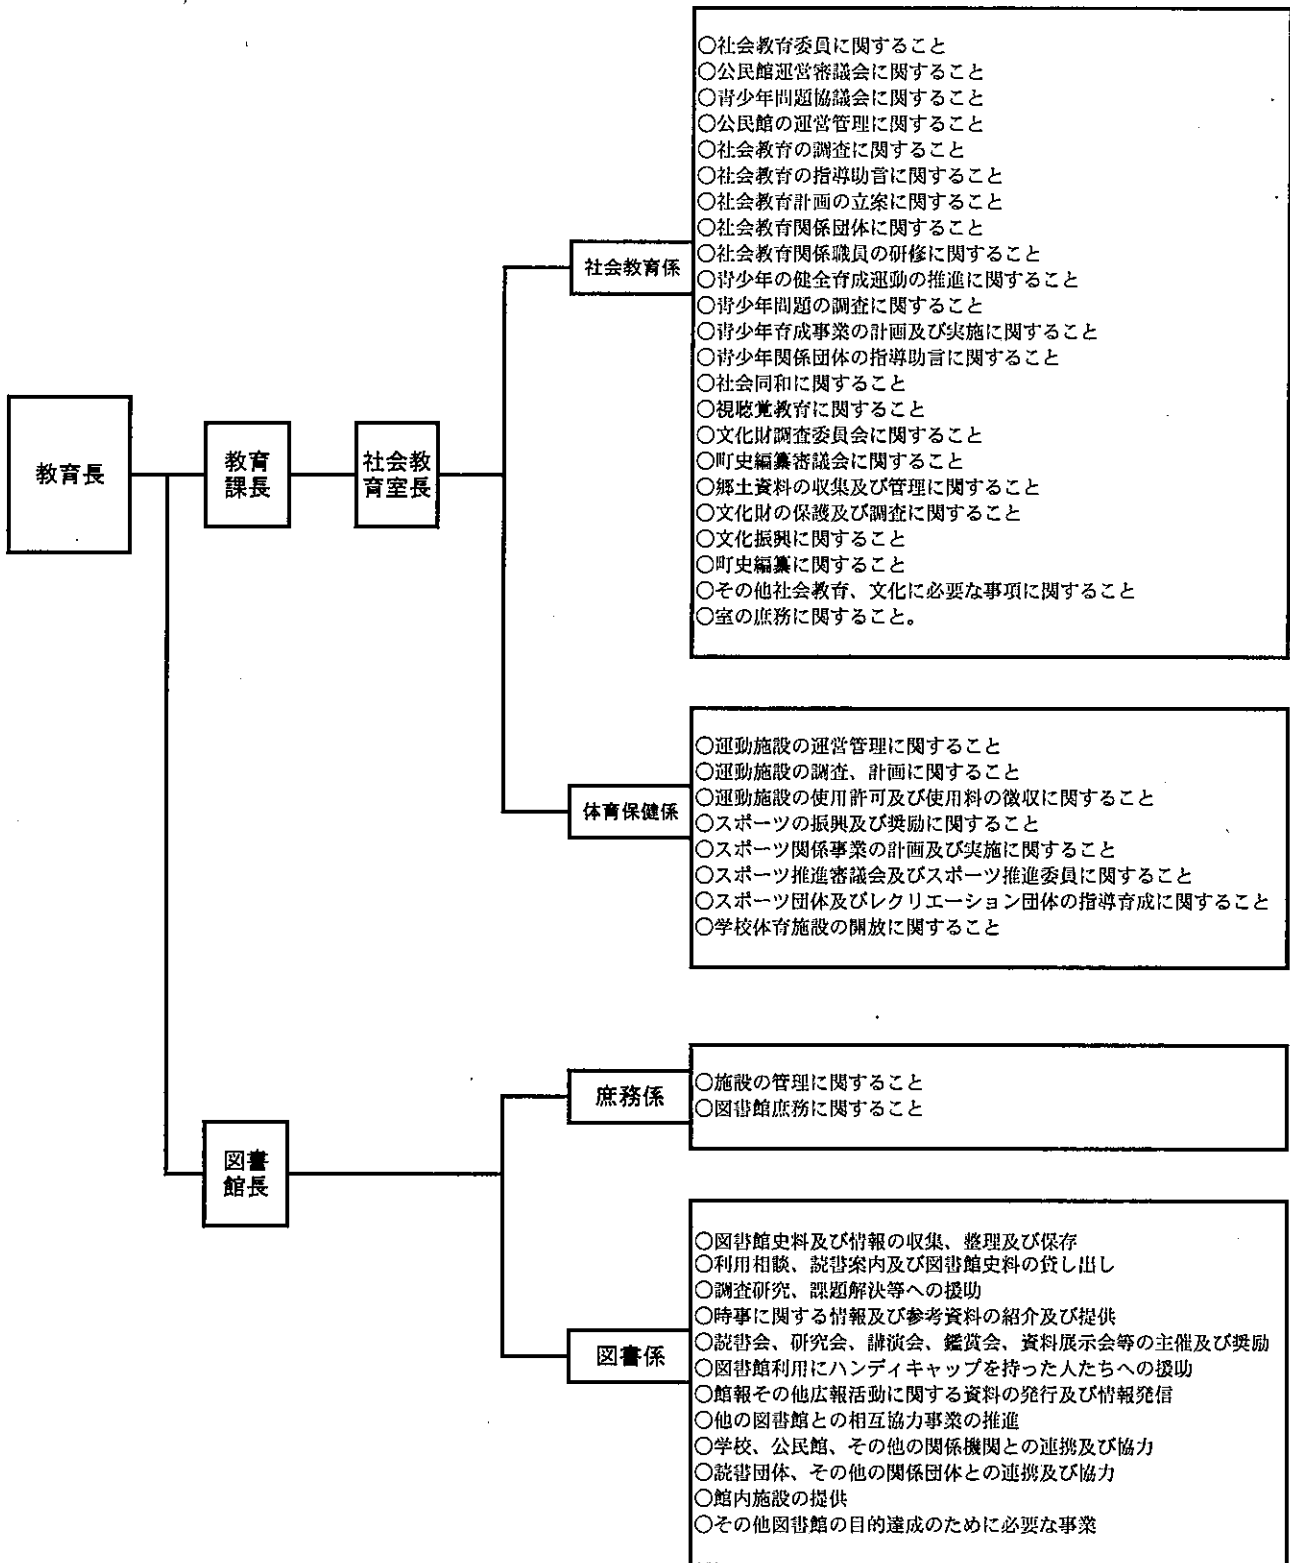 教育長
教育
課長
社会教
育室長
社会教育係
○社会教育委員に関すること
○公民館運営審議会に関すること
○青少年問題協議会に関すること
○公民館の運営管理に関すること
○社会教育の調査に関すること
○社会教育の指導助言に関すること
○社会教育計画の立案に関すること
○社会教育関係団体に関すること
○社会教育関係職員の研修に関すること
○青少年の健全育成運動の推進に関すること
○青少年問題の調査に関すること
○青少年育成事業の計画及び実施に関すること
○青少年関係団体の指導助言に関すること
○社会同和に関すること
○視聴覚教育に関すること
○文化財調査委員会に関すること
○町史編纂審議会に関すること
○郷土資料の収集及び管理に関すること
○文化財の保護及び調査に関すること
○文化振興に関すること
○町史編纂に関すること
○その他社会教育、文化に必要な事項に関すること
○室の庶務に関すること。
体育保健係
○運動施設の運営管理に関すること
○運動施設の調査、計画に関すること
○運動施設の使用許可及び使用料の徴収に関すること
○スポーツの振興及び奨励に関すること
○スポーツ関係事業の計画及び実施に関すること
○スポーツ推進審議会及びスポーツ推進委員に関すること
○スポーツ団体及びレクリエーション団体の指導育成に関すること
○学校体育施設の開放に関すること
図書
館長
庶務係
○施設の管理に関すること
○図書館庶務に関すること
図書係
○図書館史料及び情報の収集、整理及び保存
○利用相談、読書案内及び図書館史料の貸し出し
○調査研究、課題解決等への援助
○時事に関する情報及び参考資料の紹介及び提供
○読書会、研究会、講演会、鑑賞会、資料展示会等の主催及び奨励
○図書館利用にハンディキャップを持った人たちへの援助
○館報その他広報活動に関する資料の発行及び情報発信
○他の図書館との相互協力事業の推進
○学校、公民館、その他の関係機関との連携及び協力
○読書団体、その他の関係団体との連携及び協力
○館内施設の提供
○その他図書館の目的達成のために必要な事業